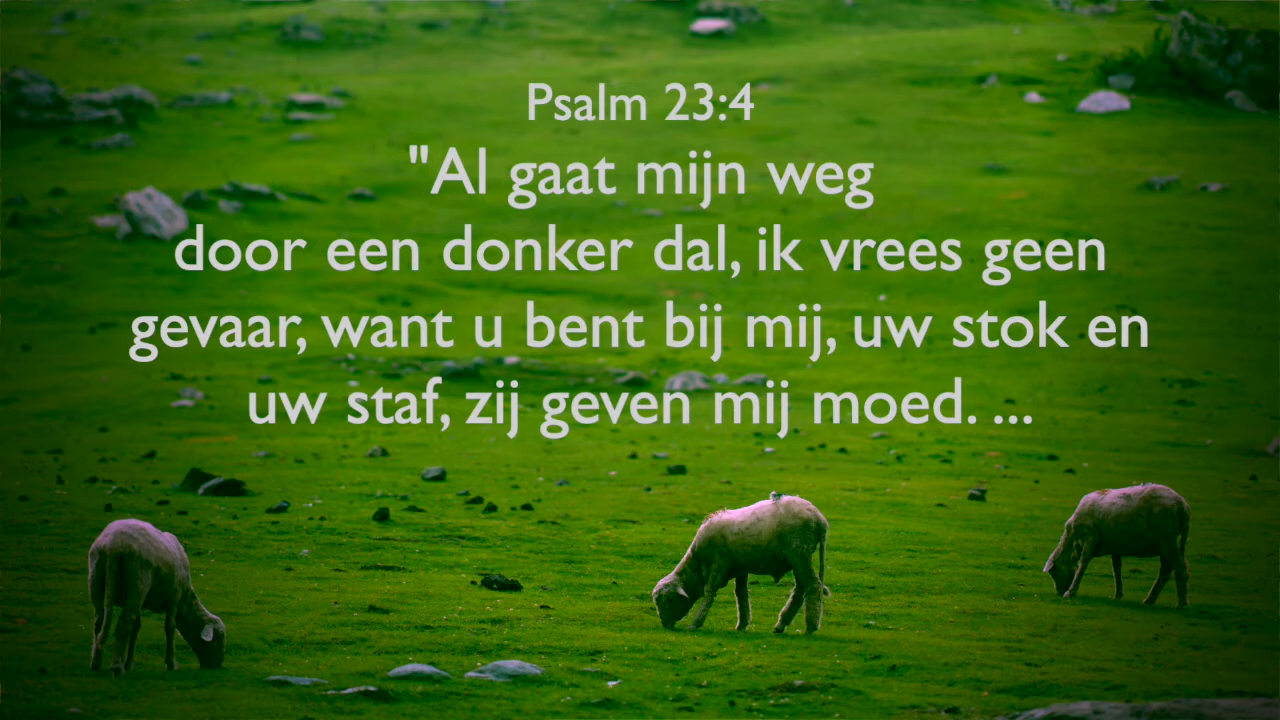 Psalm 23:4
"Al gaat mijn weg
door een donker dal, ik vrees geen
gevaar, want u bent bij mij, uw stok en
uw staf, zij geven mij moed. ...